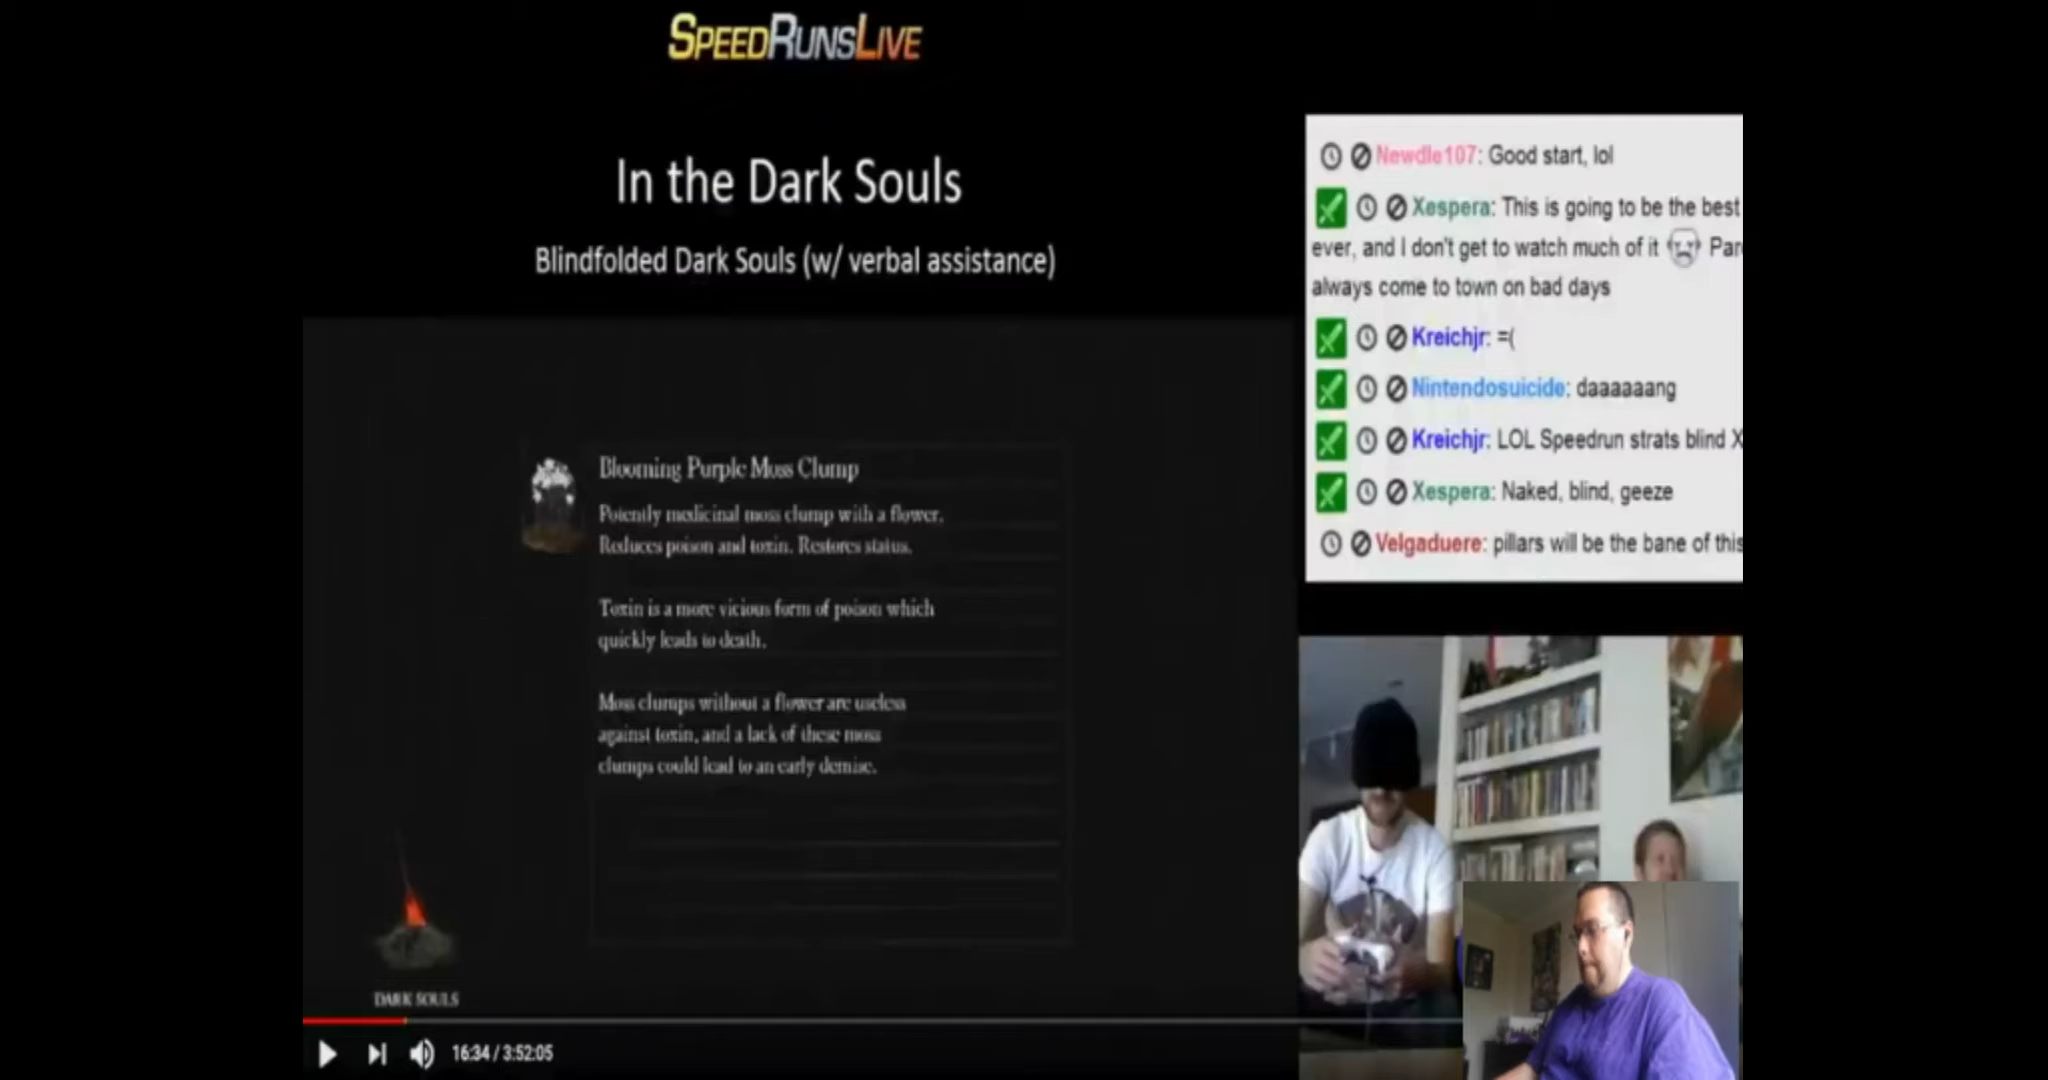 SPEEDRUNSLIVE
In the Dark Souls
Blindfolded Dark Souls (w/ verbal assistance)
Newdle107: Good start, lol
Xespera: This is going to be the best
ever, and I don't get to watch much of it Par
always come to town on bad days
Kreichjr: =(
Nintendosuicide: daaaaaang
Kreichjr: LOL Speedrun strats blind X
Xespera: Naked, blind, geeze
Velgaduere: pillars will be the bane of this
Blooming Purple Moss Clump
Potently medicinal moss clump with a flower.
Reduces poison and toxin. Restores status.
Toxin is a more vicious form of poison which
quickly leads to death.
Moss clumps without a flower are useless
against toxin, and a lack of these moss
clumps could lead to an early demise.
DARK SOULS
16:34 / 3:52:05